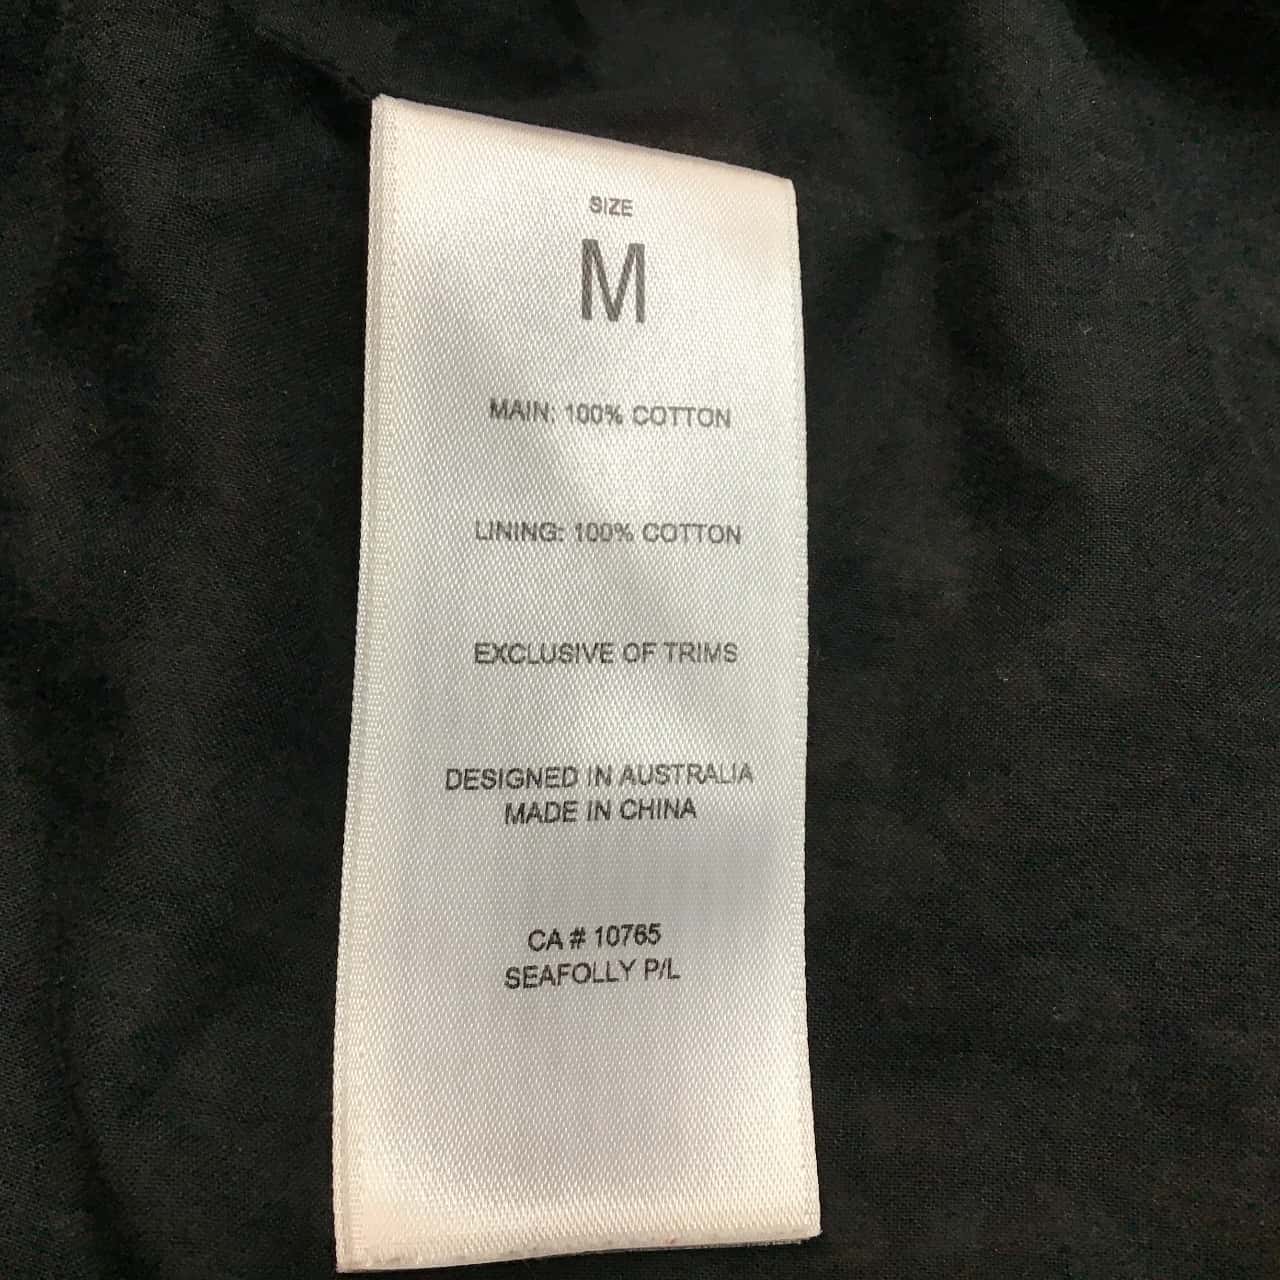 SIZE
M
MAIN: 100% COTTON
LINING: 100% COTTON
EXCLUSIVE OF TRIMS
DESIGNED IN AUSTRALIA
MADE IN CHINA
CA # 10765
SEAFOLLY P/L